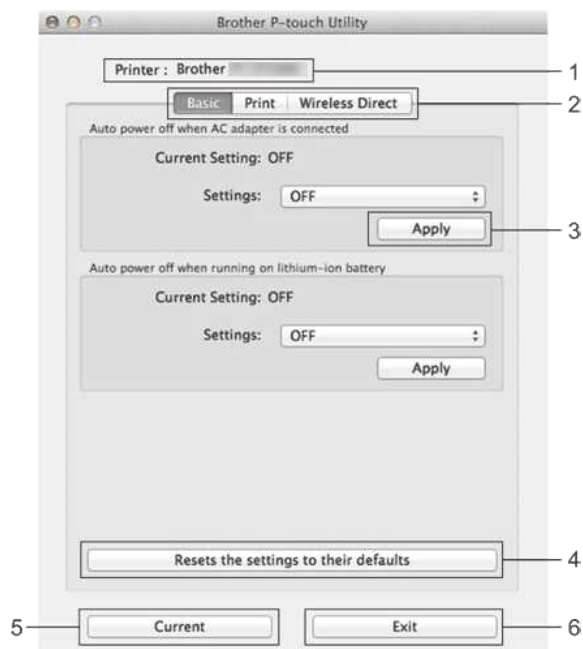 Brother P-touch Utility
Printer : Brother
1
Basic Print Wireless Direct
2
Auto power off when AC adapter is connected
Current Setting: OFF
Settings: OFF
Apply
3
Auto power off when running on lithium-ion battery
Current Setting: OFF
Settings: OFF
Apply
Resets the settings to their defaults
4
5
Current
Exit
6